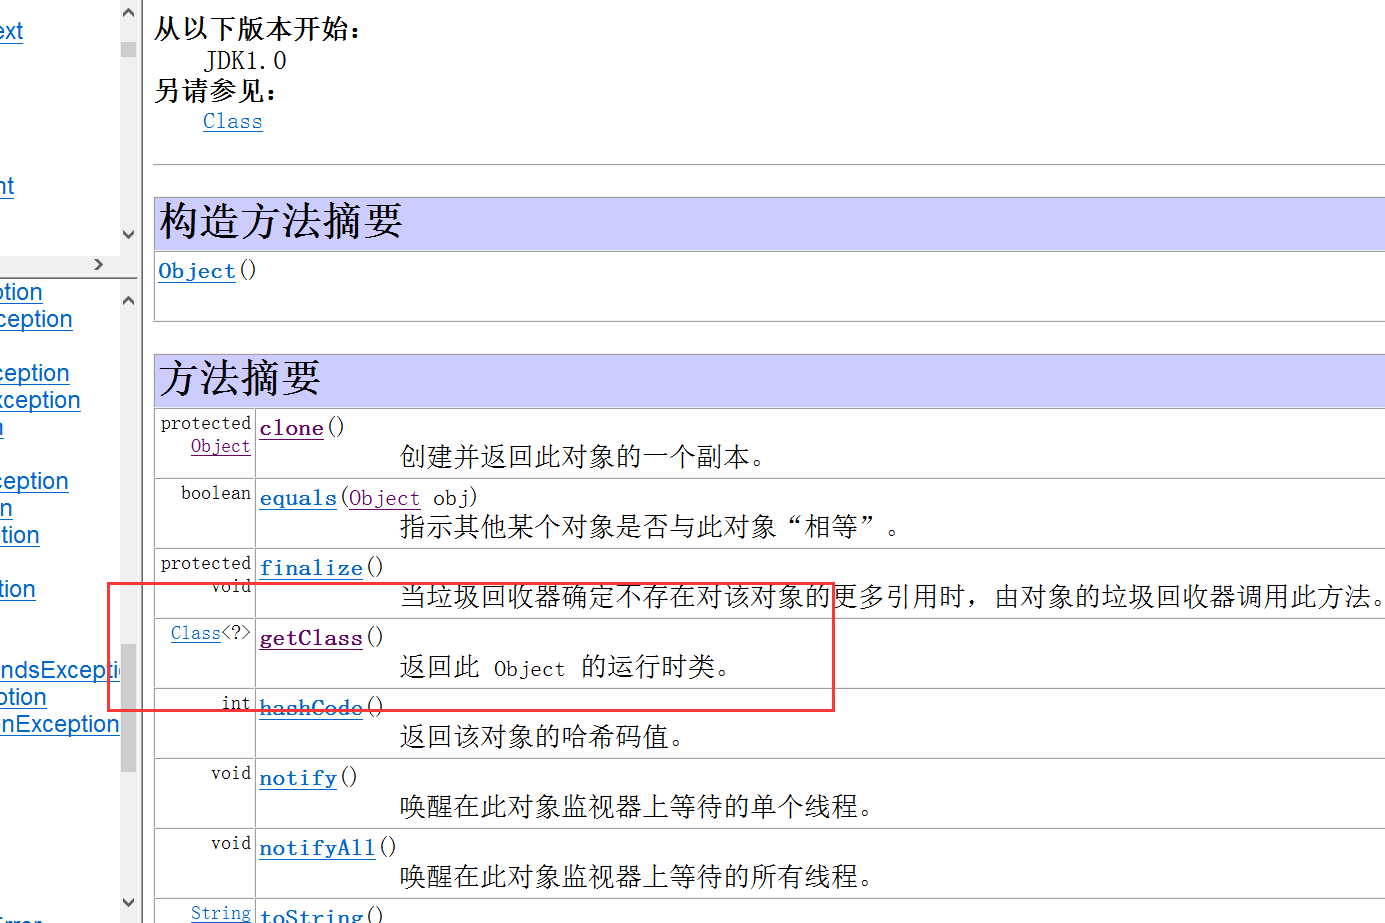 ext
nt
ption
ception
ception
xception
n
ception
n
tion
tion
ndsExcepti
otion
nException
Error
从以下版本开始：
JDK1.0
另请参见：
Class
构造方法摘要
Object()
方法摘要
protected Object clone()
创建并返回此对象的一个副本。
boolean equals(Object obj)
指示其他某个对象是否与此对象“相等”。
protected void finalize()
当垃圾回收器确定不存在对该对象的更多引用时，由对象的垃圾回收器调用此方法。
Class<?> getClass()
返回此 Object 的运行时类。
int hashCode()
返回该对象的哈希码值。
void notify()
唤醒在此对象监视器上等待的单个线程。
void notifyAll()
唤醒在此对象监视器上等待的所有线程。
String toString()